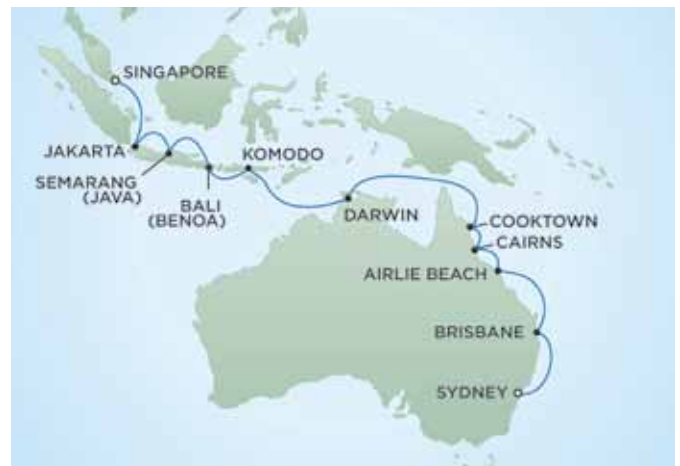 SINGAPORE
JAKARTA
SEMARANG
(JAVA)
BALI
(BENOA)
KOMODO
DARWIN
COOKTOWN
CAIRNS
AIRLIE BEACH
BRISBANE
SYDNEY